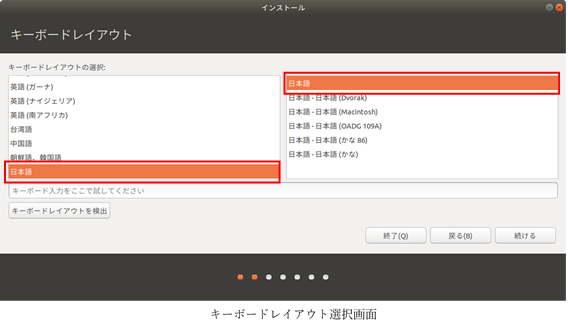 インストール
キーボードレイアウト
キーボードレイアウトの選択:
英語 (ガーナ)
英語 (ナイジェリア)
英語 (南アフリカ)
台湾語
中国語
朝鮮語、韓国語
日本語
日本語
日本語 - 日本語 (Dvorak)
日本語 - 日本語 (Macintosh)
日本語 - 日本語 (OADG 109A)
日本語 - 日本語 (かな 86)
日本語 - 日本語 (かな)
キーボード入力をここで試してください
キーボードレイアウトを検出
終了(Q)
戻る(B)
続ける
キーボードレイアウト選択画面